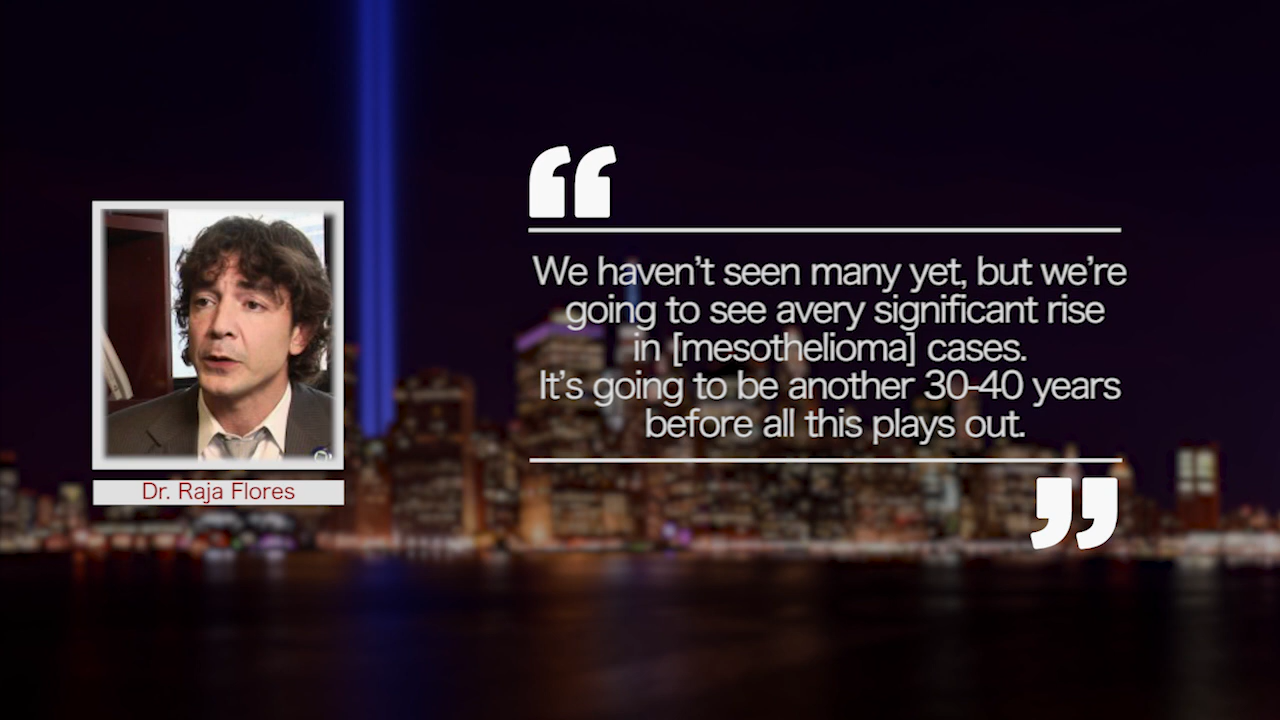 “
We haven’t seen many yet, but we’re
going to see avery significant rise
in [mesothelioma] cases.
It’s going to be another 30-40 years
before all this plays out.
”
Dr. Raja Flores